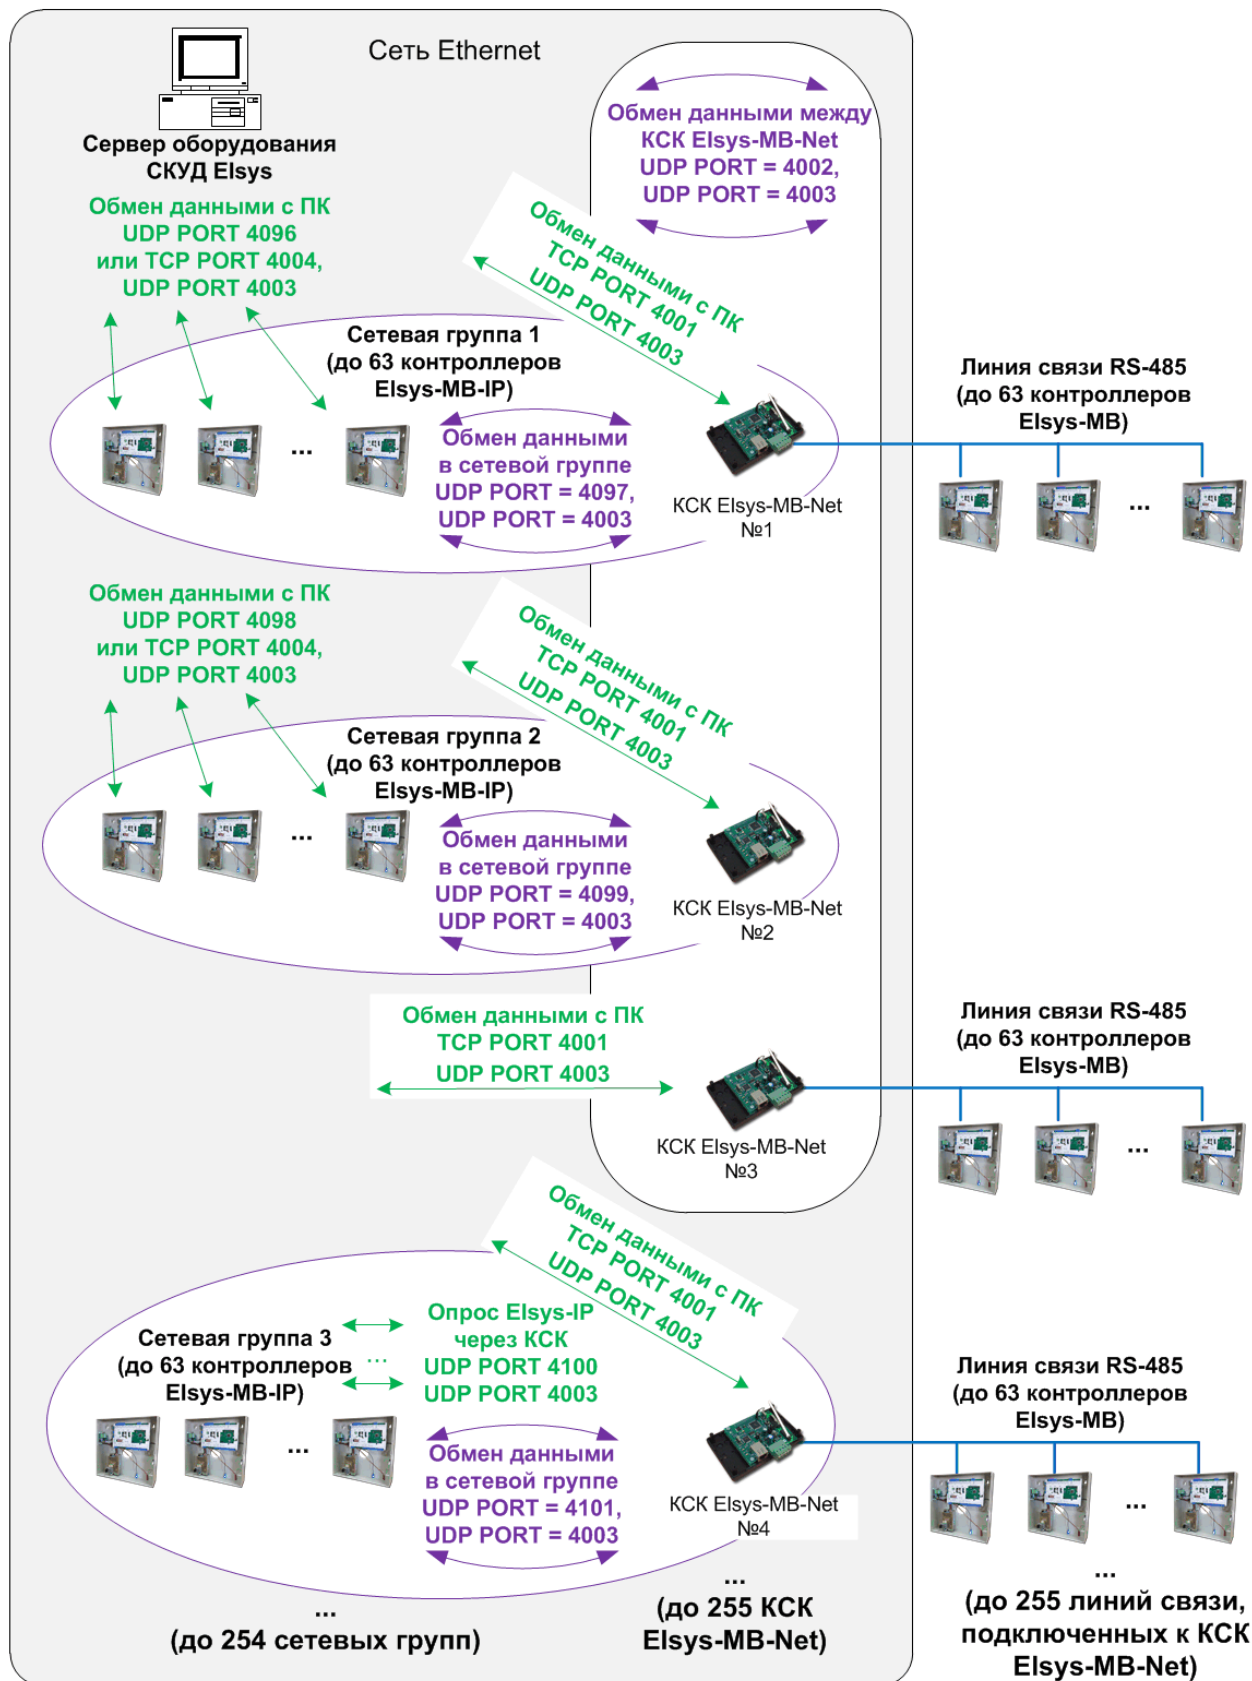 Сеть Ethernet
Сервер оборудования
СКУД Elsys
Обмен данными между
КСК Elsys-MB-Net
UDP PORT = 4002,
UDP PORT = 4003
Обмен данными с ПК
UDP PORT 4096
или TCP PORT 4004,
UDP PORT 4003
Обмен данными с ПК
TCP PORT 4001
UDP PORT 4003
Сетевая группа 1
(до 63 контроллеров
Elsys-MB-IP)
Обмен данными
в сетевой группе
UDP PORT = 4097,
UDP PORT = 4003
...
КСК Elsys-MB-Net
№1
Линия связи RS-485
(до 63 контроллеров
Elsys-MB)
...
Обмен данными с ПК
UDP PORT 4098
или TCP PORT 4004,
UDP PORT 4003
Обмен данными с ПК
TCP PORT 4001
UDP PORT 4003
Сетевая группа 2
(до 63 контроллеров
Elsys-MB-IP)
...
Обмен данными
в сетевой группе
UDP PORT = 4099,
UDP PORT = 4003
КСК Elsys-MB-Net
№2
Обмен данными с ПК
TCP PORT 4001
UDP PORT 4003
КСК Elsys-MB-Net
№3
Линия связи RS-485
(до 63 контроллеров
Elsys-MB)
...
Обмен данными с ПК
TCP PORT 4001
UDP PORT 4003
Сетевая группа 3
(до 63 контроллеров
Elsys-MB-IP)
...
Опрос Elsys-IP
через КСК
UDP PORT 4100
UDP PORT 4003
...
Обмен данными
в сетевой группе
UDP PORT = 4101,
UDP PORT = 4003
КСК Elsys-MB-Net
№4
Линия связи RS-485
(до 63 контроллеров
Elsys-MB)
...
...
(до 254 сетевых групп)
...
(до 255 КСК
Elsys-MB-Net)
...
(до 255 линий связи,
подключенных к КСК
Elsys-MB-Net)